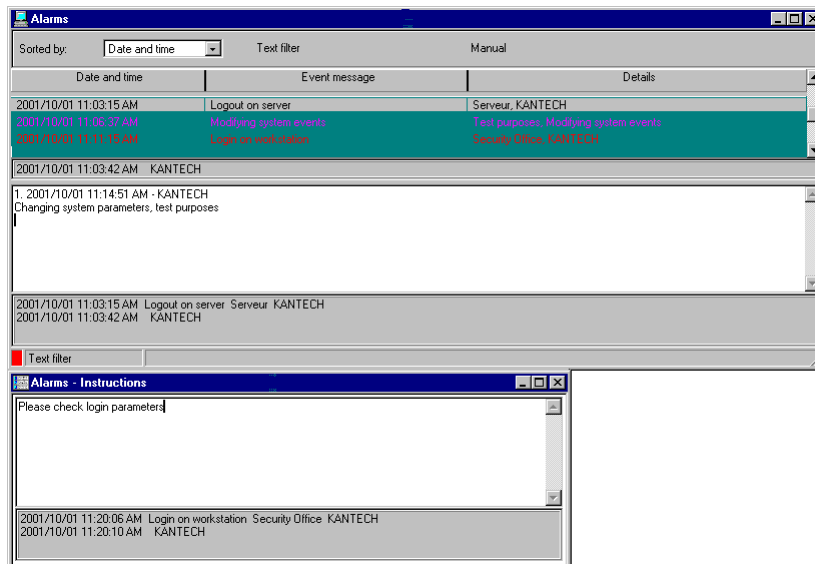 Alarms
Sorted by: Date and time Text filter Manual
Date and time Event message Details
2001/10/01 11:03:15 AM Logout on server Serveur, KANTECH
2001/10/01 11:08:37 AM Modifying system events Test purposes, Modifying system events
2001/10/01 11:11:15 AM Login on workstation Security Office, KANTECH
2001/10/01 11:03:42 AM KANTECH
1. 2001/10/01 11:14:51 AM - KANTECH
Changing system parameters, test purposes
2001/10/01 11:03:15 AM Logout on server Serveur KANTECH
2001/10/01 11:03:42 AM KANTECH
Text filter
Alarms - Instructions
Please check login parameters
2001/10/01 11:20:06 AM Login on workstation Security Office KANTECH
2001/10/01 11:20:10 AM KANTECH